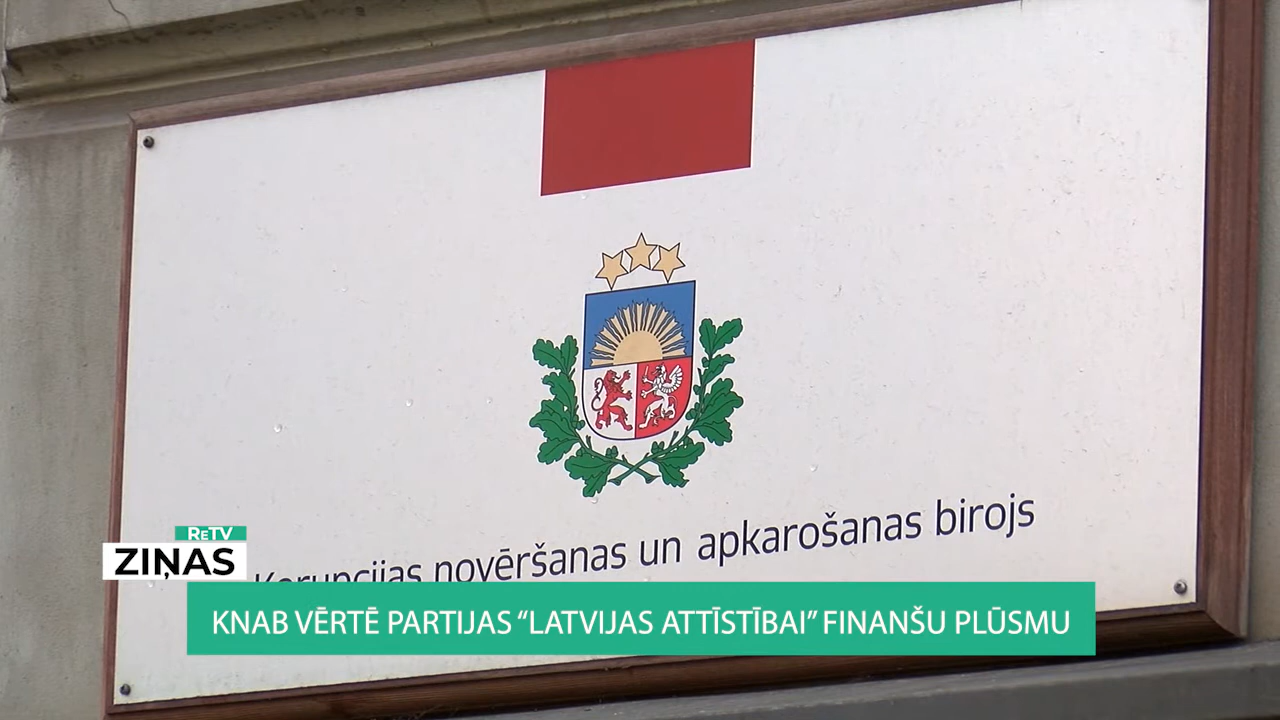 Korupcijas novēršanas un apkarošanas birojs
ReTV
ZIŅAS
KNAB VĒRTĒ PARTIJAS “LATVIJAS ATTĪSTĪBAI” FINANŠU PLŪSMU